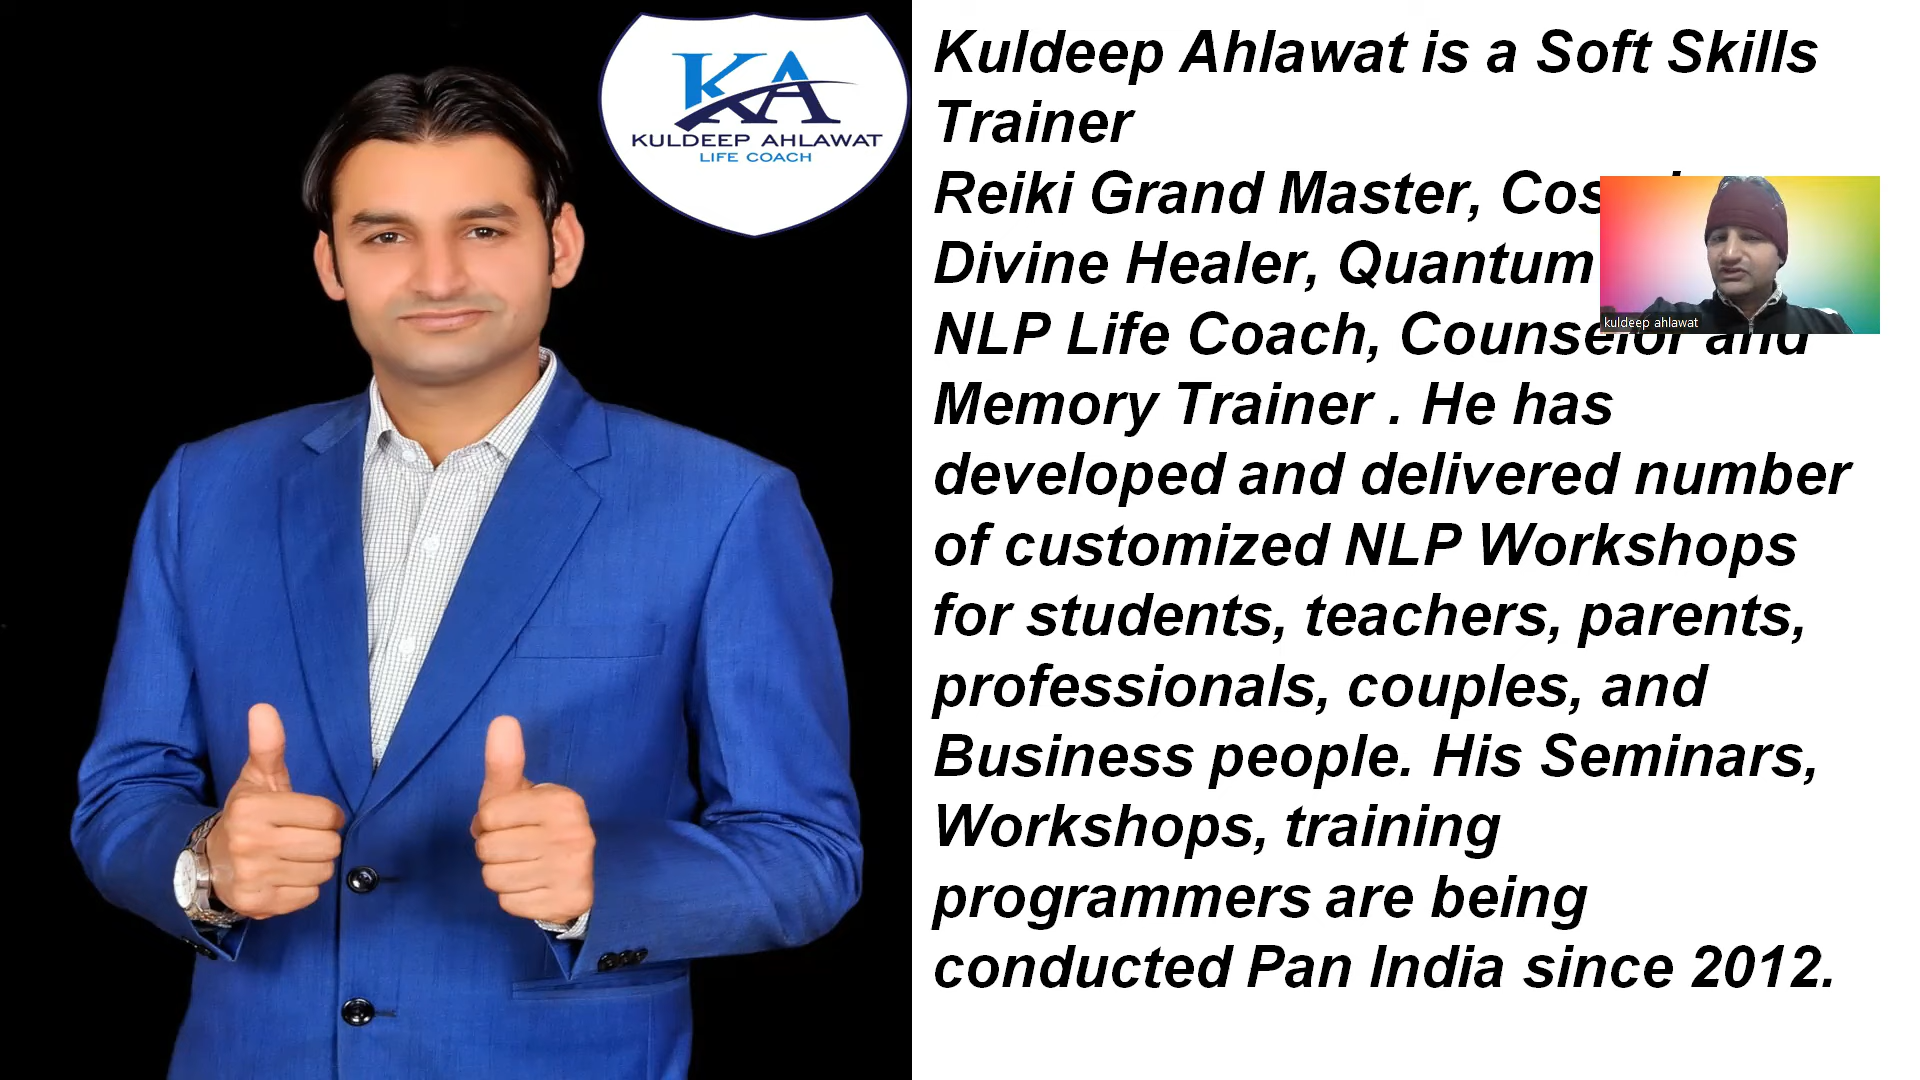 KA
KULDEEP AHLAWAT
LIFE COACH
Kuldeep Ahlawat is a Soft Skills
Trainer
Reiki Grand Master,
Divine Healer, Quantum
NLP Life Coach, Counselor and
Memory Trainer . He has
developed and delivered number
of customized NLP Workshops
for students, teachers, parents,
professionals, couples, and
Business people. His Seminars,
Workshops, training
programmers are being
conducted Pan India since 2012.
kuldeep ahlawat